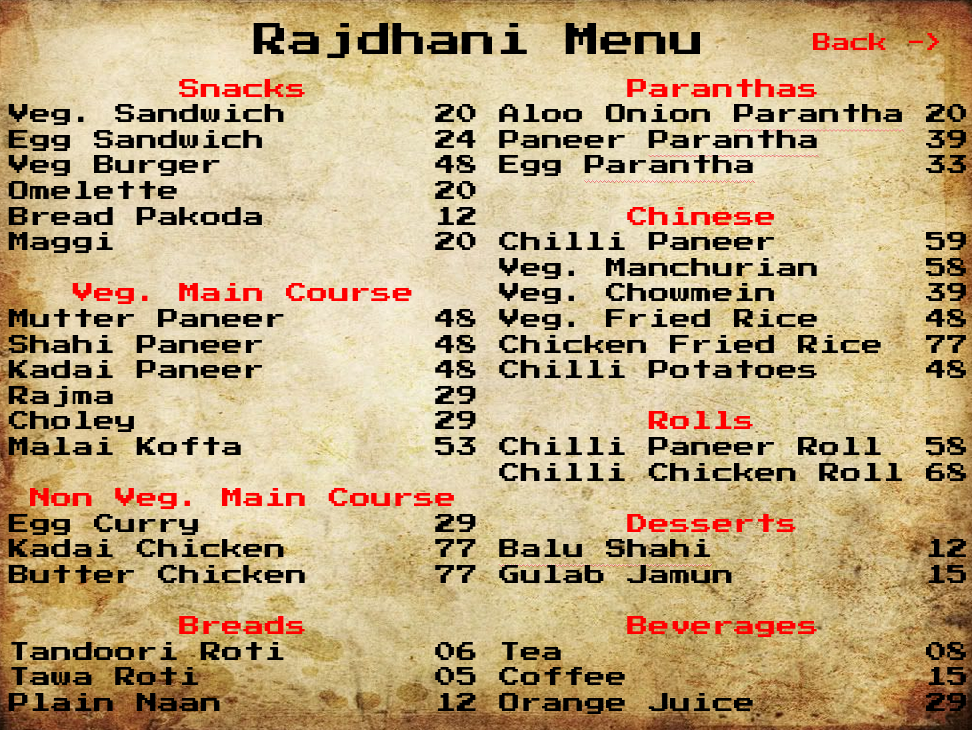 Rajdhani Menu
Back ->
Snacks
Veg. Sandwich 20
Egg Sandwich 24
Veg Burger 48
Omelette 20
Bread Pakoda 12
Maggi 20
Veg. Main Course
Mutter Paneer 48
Shahi Paneer 48
Kadai Paneer 48
Rajma 29
Choley 29
Malai Kofta 53
Non Veg. Main Course
Egg Curry 29
Kadai Chicken 77
Butter Chicken 77
Breads
Tandoori Roti 06
Tawa Roti 05
Plain Naan 12
Paranthas
Aloo Onion Parantha 20
Paneer Parantha 39
Egg Parantha 33
Chinese
Chilli Paneer 59
Veg. Manchurian 58
Veg. Chowmein 39
Veg. Fried Rice 48
Chicken Fried Rice 77
Chilli Potatoes 48
Rolls
Chilli Paneer Roll 58
Chilli Chicken Roll 68
Desserts
Balu Shahi 12
Gulab Jamun 15
Beverages
Tea 08
Coffee 15
Orange Juice 29